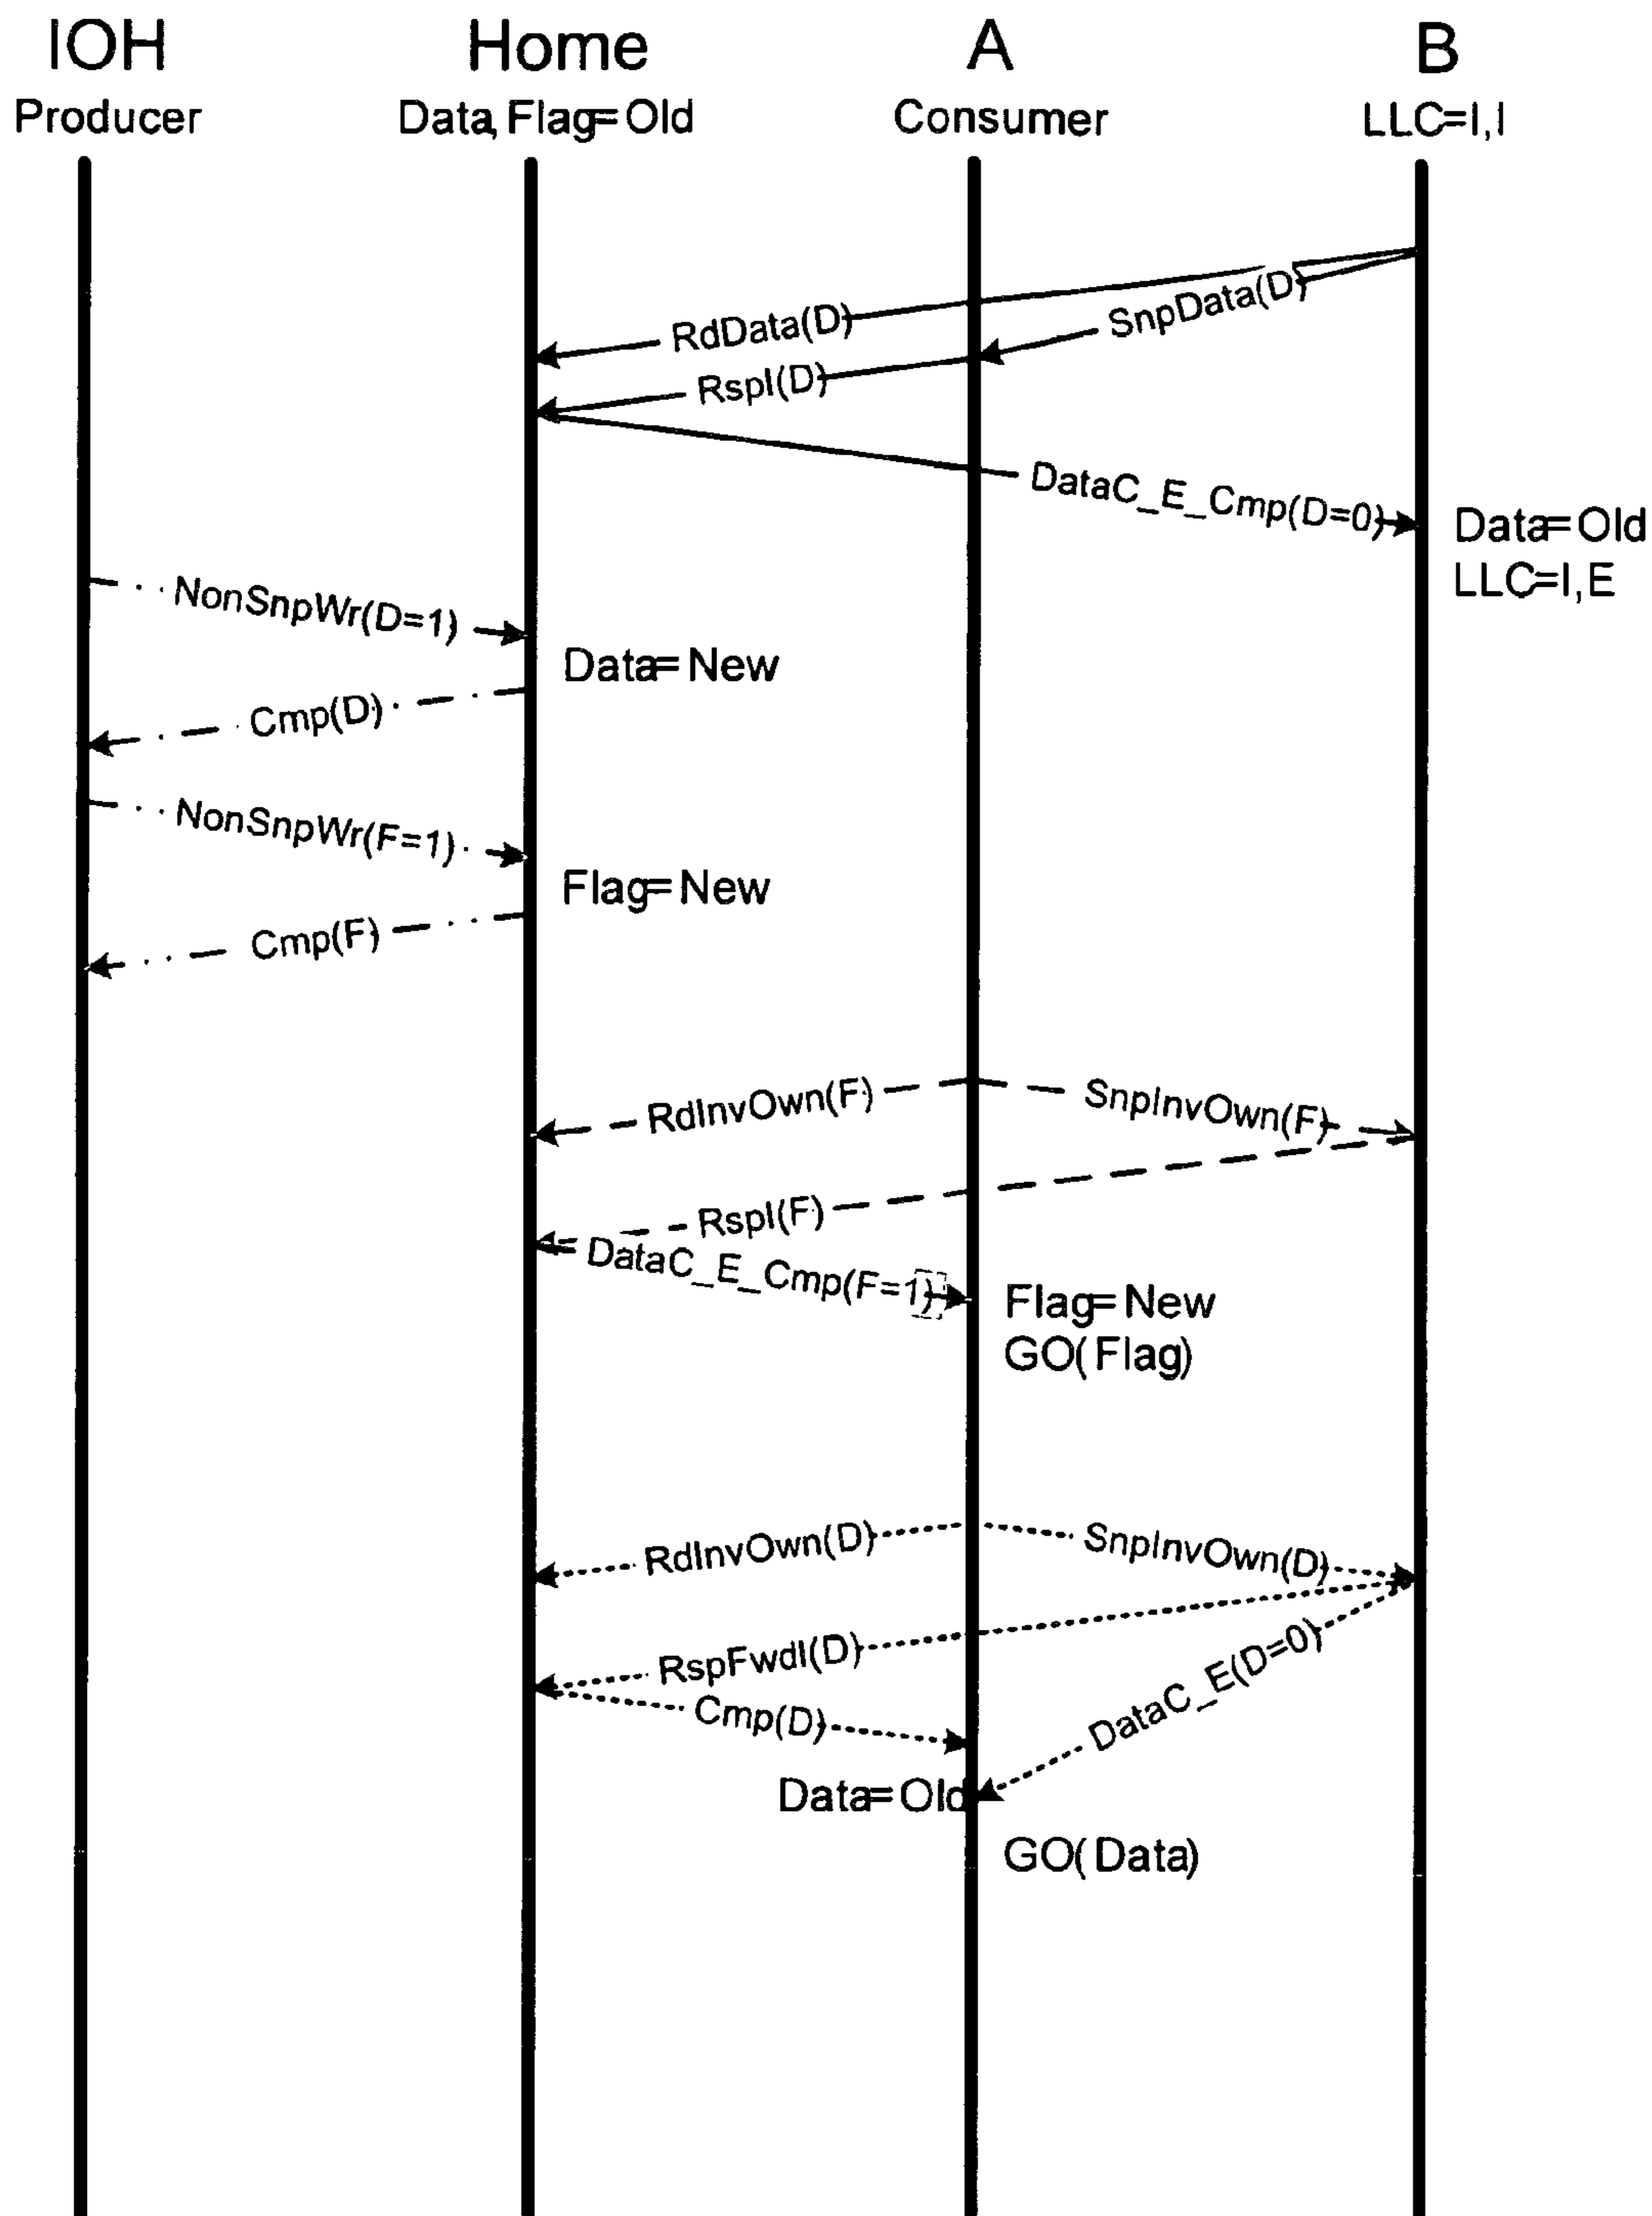 IOH
Home
A
B
Producer
Data, Flag=Old
Consumer
LLC=I,I
RdData(D)
SnpData(D)
RspI(D)
DataC_E_Cmp(D=0)
Data=Old
LLC=I,E
NonSnpWr(D=1)
Data=New
Cmp(D)
NonSnpWr(F=1)
Flag=New
Cmp(F)
RdInvOwn(F)
SnpInvOwn(F)
RspI(F)
DataC_E_Cmp(F=1)
Flag=New
GO(Flag)
RdInvOwn(D)
SnpInvOwn(D)
RspFwdI(D)
DataC_E(D=0)
Cmp(D)
Data=Old
GO(Data)